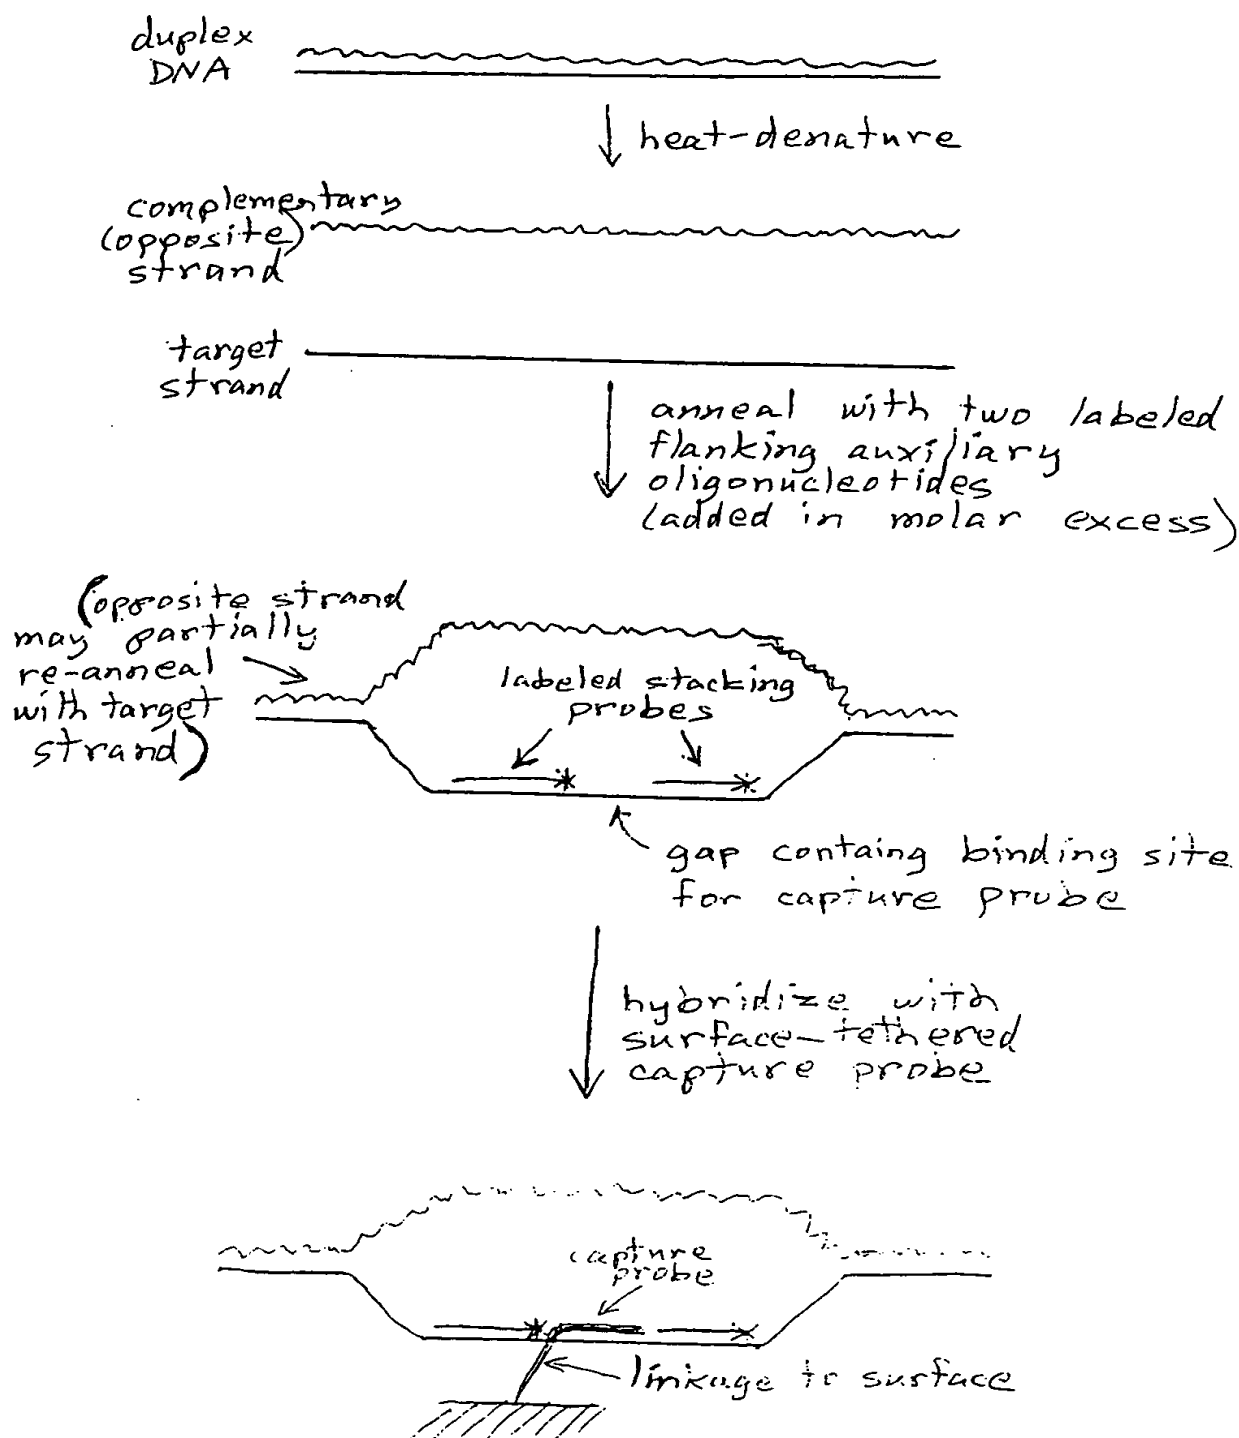 duplex
DNA
heat-denature
complementary
(opposite)
strand
target
strand
anneal with two labeled
flanking auxiliary
oligonucleotides
(added in molar excess)
(opposite strand
may partially
re-anneal
with target
strand)
labeled stacking
probes
gap containg binding site
for capture probe
hybridize with
surface-tethered
capture probe
capture
probe
linkage to surface